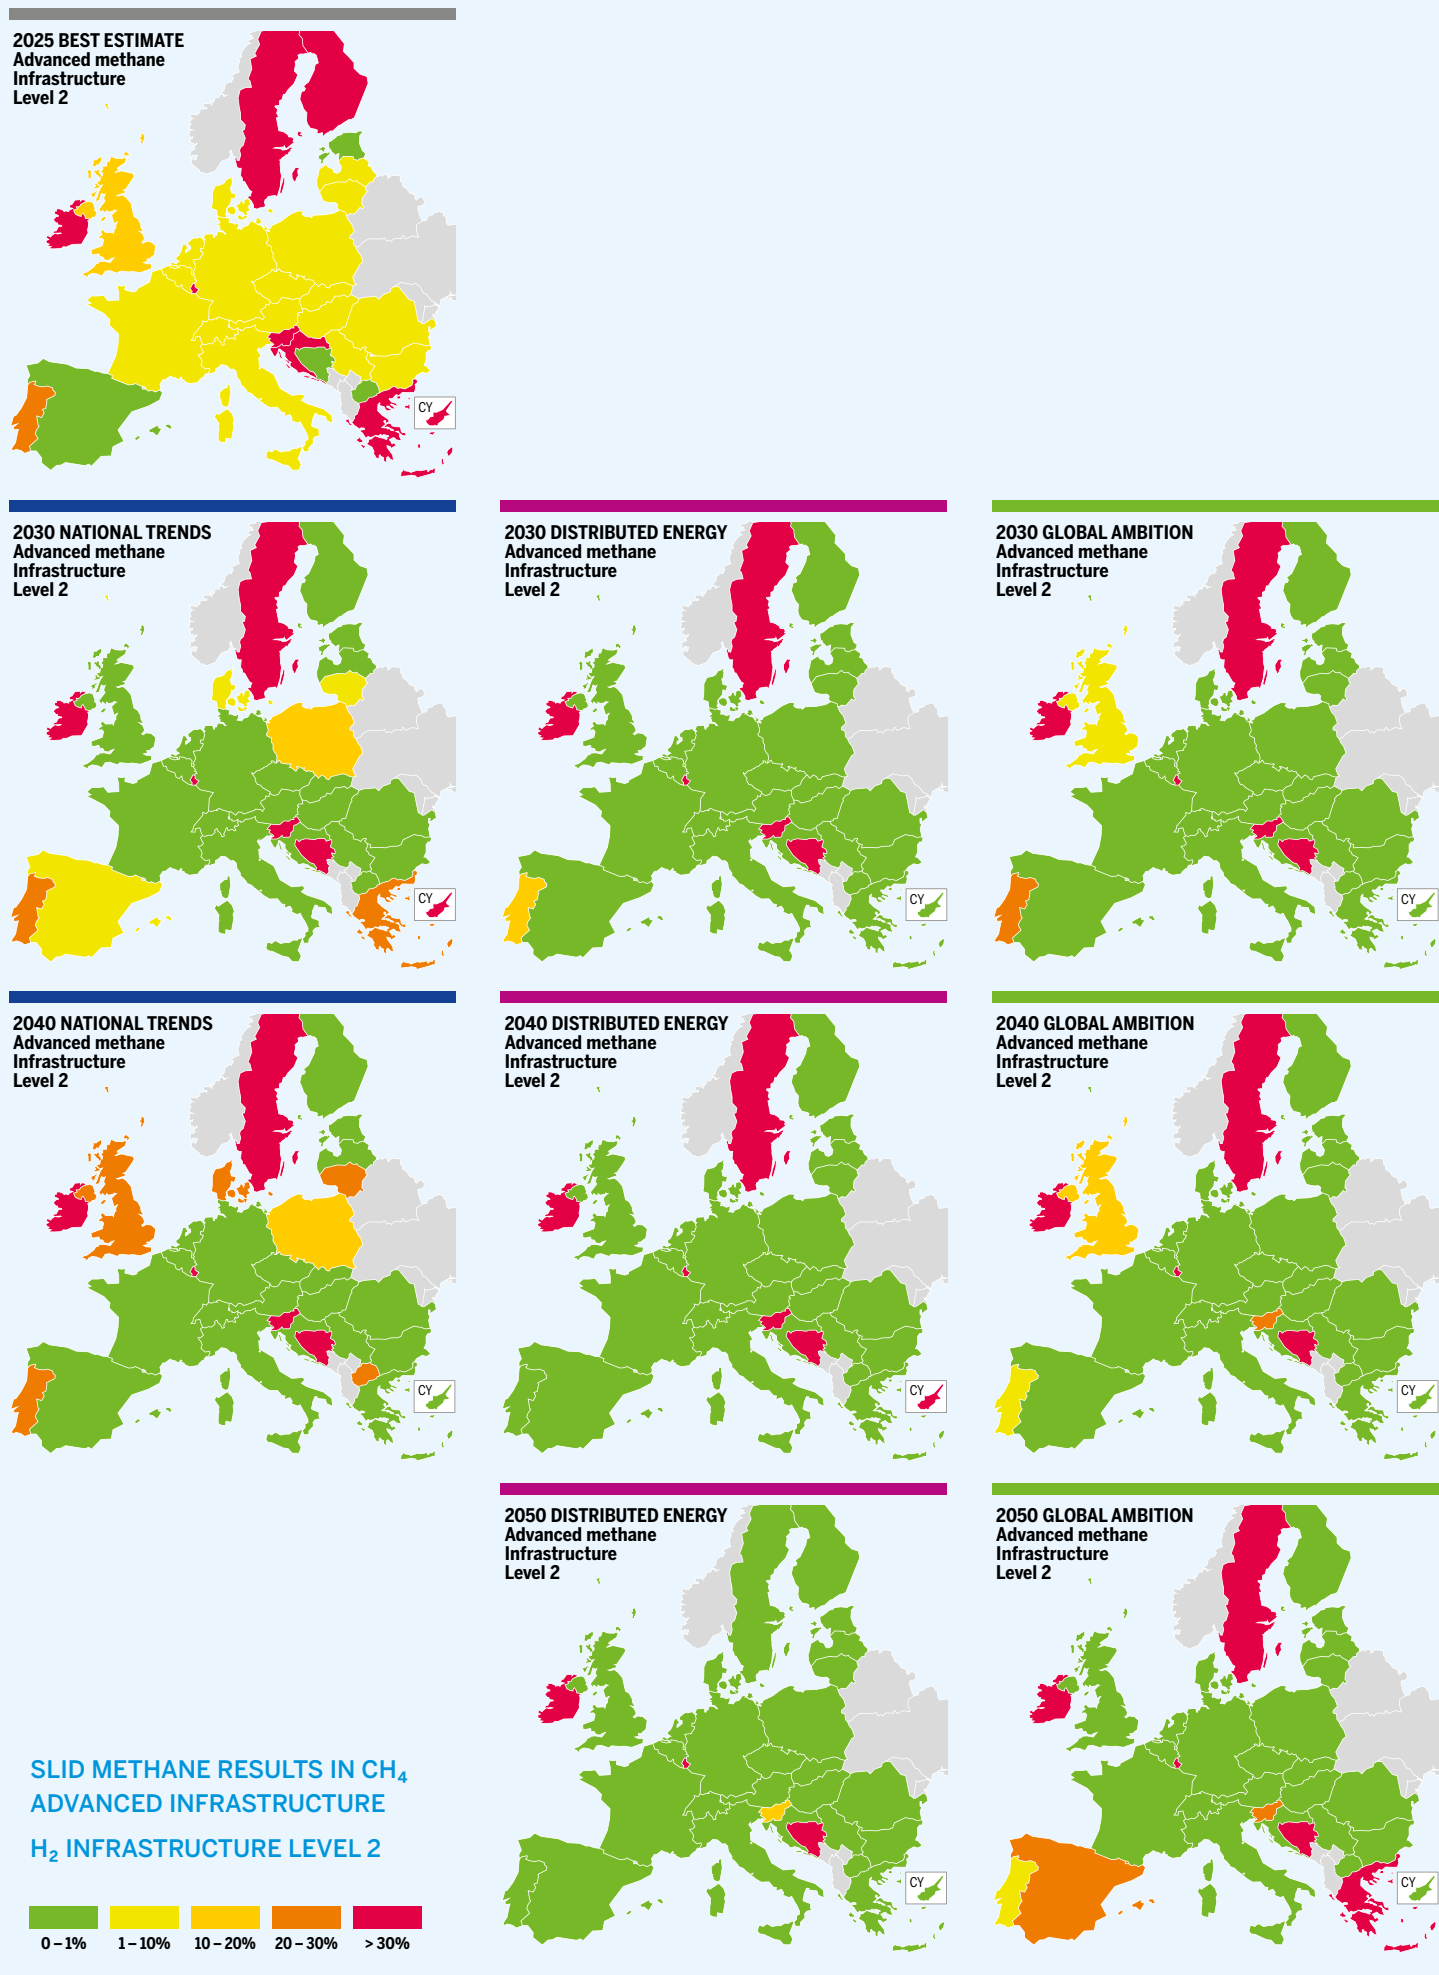 2025 BEST ESTIMATE
Advanced methane
Infrastructure
Level 2
CY
2030 NATIONAL TRENDS
Advanced methane
Infrastructure
Level 2
CY
2030 DISTRIBUTED ENERGY
Advanced methane
Infrastructure
Level 2
CY
2030 GLOBAL AMBITION
Advanced methane
Infrastructure
Level 2
CY
2040 NATIONAL TRENDS
Advanced methane
Infrastructure
Level 2
CY
2040 DISTRIBUTED ENERGY
Advanced methane
Infrastructure
Level 2
CY
2040 GLOBAL AMBITION
Advanced methane
Infrastructure
Level 2
CY
2050 DISTRIBUTED ENERGY
Advanced methane
Infrastructure
Level 2
CY
2050 GLOBAL AMBITION
Advanced methane
Infrastructure
Level 2
CY
SLID METHANE RESULTS IN CH₄
ADVANCED INFRASTRUCTURE
H₂ INFRASTRUCTURE LEVEL 2
0–1% 1–10% 10–20% 20–30% >30%